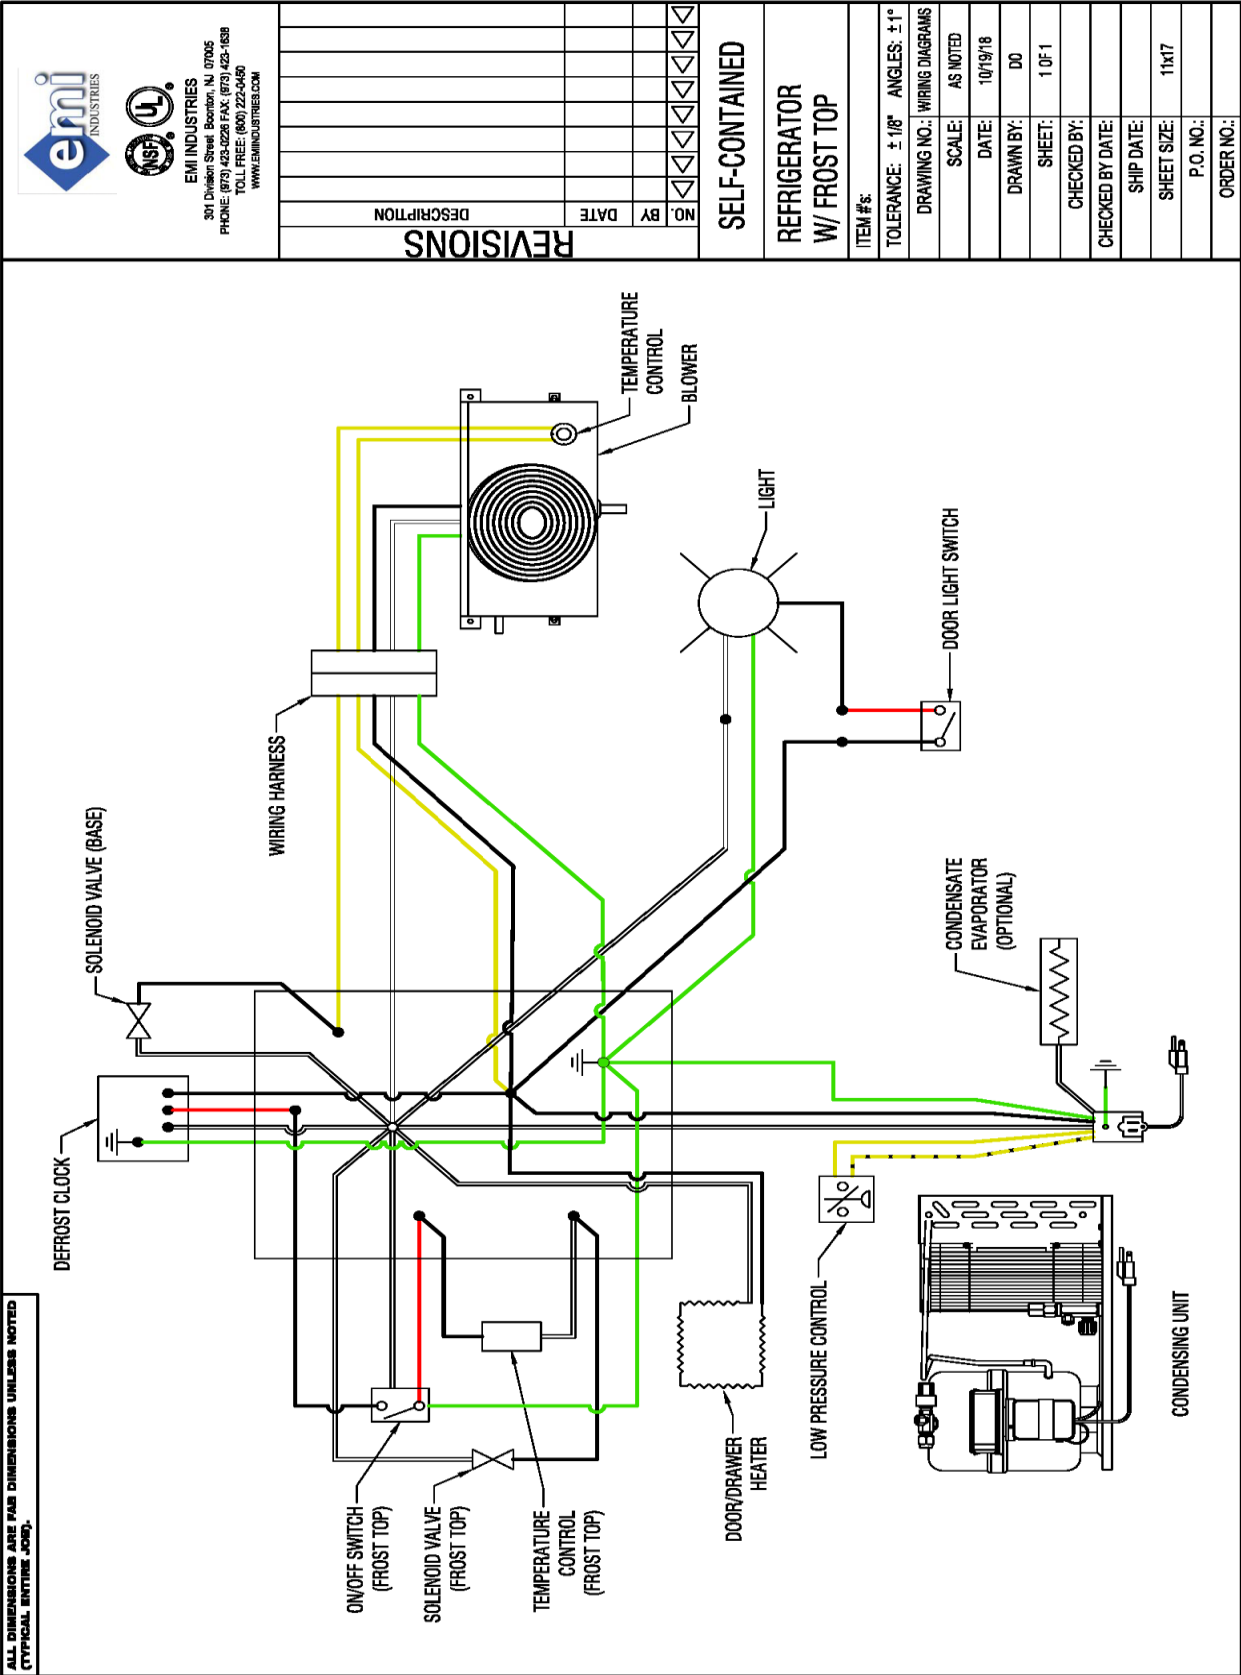 ALL DIMENSIONS ARE FAB DIMENSIONS UNLESS NOTED
(TYPICAL ENTIRE JOB).
DEFROST CLOCK
SOLENOID VALVE (BASE)
WIRING HARNESS
TEMPERATURE
CONTROL
BLOWER
LIGHT
DOOR LIGHT SWITCH
CONDENSATE
EVAPORATOR
(OPTIONAL)
ON/OFF SWITCH
(FROST TOP)
SOLENOID VALVE
(FROST TOP)
TEMPERATURE
CONTROL
(FROST TOP)
DOOR/DRAWER
HEATER
LOW PRESSURE CONTROL
CONDENSING UNIT
emi
INDUSTRIES
NSF
UL
EMI INDUSTRIES
301 Division Street Boonton, NJ 07005
PHONE: (973) 423-0226 FAX: (973) 423-1638
TOLL FREE: (800) 222-0450
WWW.EMIINDUSTRIES.COM
REVISIONS
NO. BY DATE DESCRIPTION
SELF-CONTAINED
REFRIGERATOR
W/ FROST TOP
ITEM #'s:
TOLERANCE: ± 1/8" ANGLES: ± 1°
DRAWING NO.: WIRING DIAGRAMS
SCALE: AS NOTED
DATE: 10/19/18
DRAWN BY: DO
SHEET: 1 OF 1
CHECKED BY:
CHECKED BY DATE:
SHIP DATE:
SHEET SIZE: 11x17
P.O. NO.:
ORDER NO.: